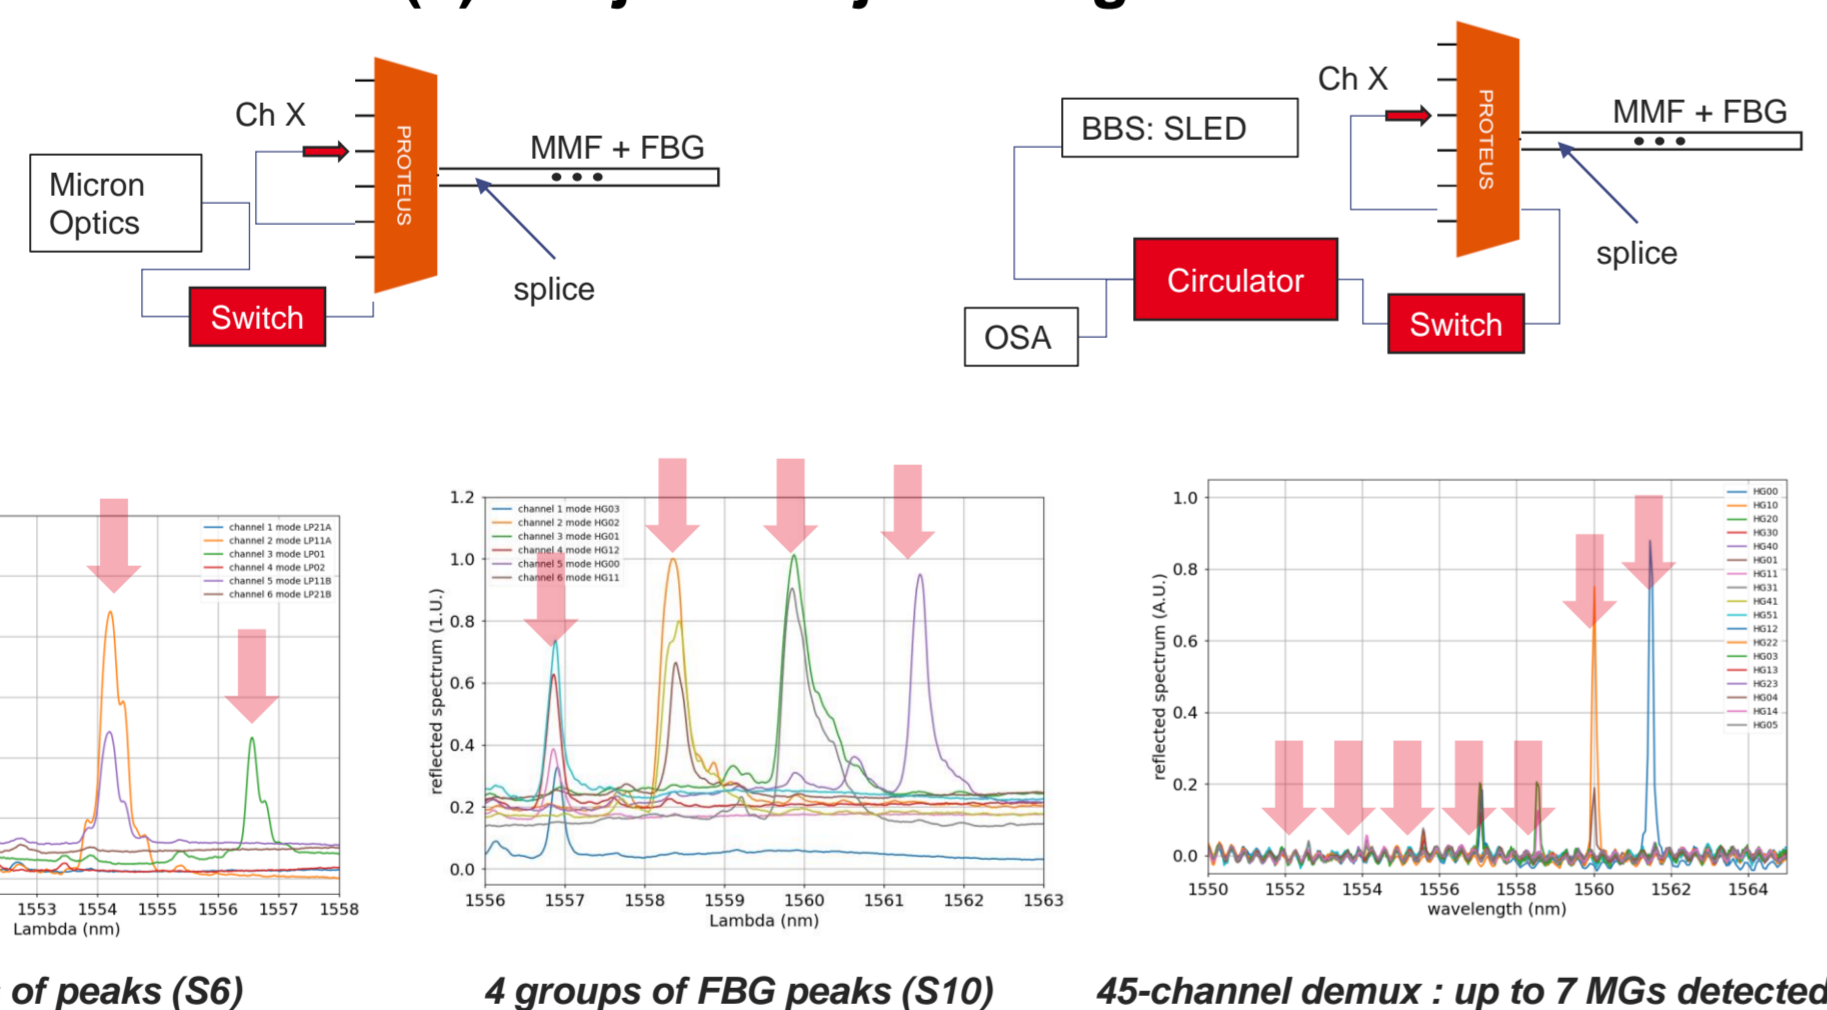 Ch X
PROTEUS
MMF + FBG
Micron
Optics
splice
Switch
Ch X
PROTEUS
MMF + FBG
BBS: SLED
splice
Circulator
Switch
OSA
channel 1 mode LP21A
channel 2 mode LP11A
channel 3 mode LP01
channel 4 mode LP02
channel 5 mode LP11B
channel 6 mode LP21B
1553 1554 1555 1556 1557 1558
Lambda (nm)
of peaks (S6)
reflected spectrum (1.U.)
1.2
1.0
0.8
0.6
0.4
0.2
0.0
channel 1 mode HG03
channel 2 mode HG02
channel 3 mode HG01
channel 4 mode HG12
channel 5 mode HG00
channel 6 mode HG11
1556 1557 1558 1559 1560 1561 1562 1563
Lambda (nm)
4 groups of FBG peaks (S10)
reflected spectrum (A.U.)
1.0
0.8
0.6
0.4
0.2
0.0
HG00
HG10
HG20
HG30
HG40
HG01
HG11
HG31
HG41
HG51
HG12
HG22
HG03
HG13
HG23
HG04
HG14
HG05
1550 1552 1554 1556 1558 1560 1562 1564
wavelength (nm)
45-channel demux : up to 7 MGs detected